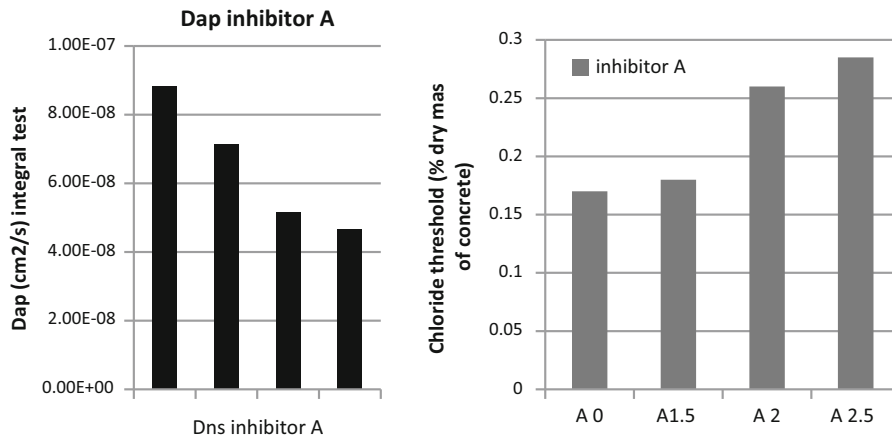 Dap inhibitor A
Dap (cm2/s) integral test
1.00E-07
8.00E-08
6.00E-08
4.00E-08
2.00E-08
0.00E+00
Dns inhibitor A
Chloride threshold (% dry mas
of concrete)
0.3
0.25
0.2
0.15
0.1
0.05
0
inhibitor A
A 0
A1.5
A 2
A 2.5